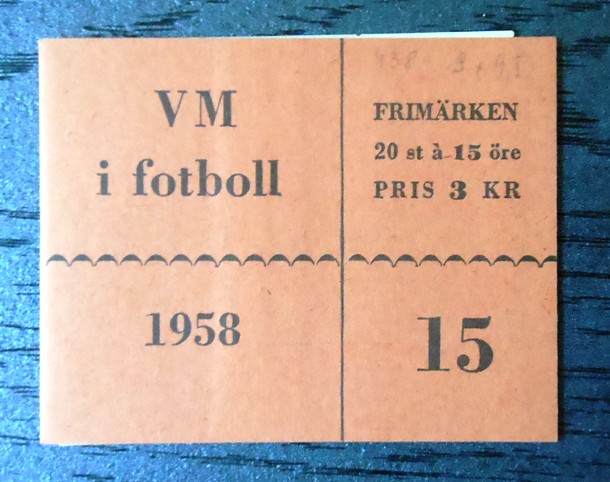 VM
i fotboll
1958
FRIMÄRKEN
20 st à 15 öre
PRIS 3 KR
15